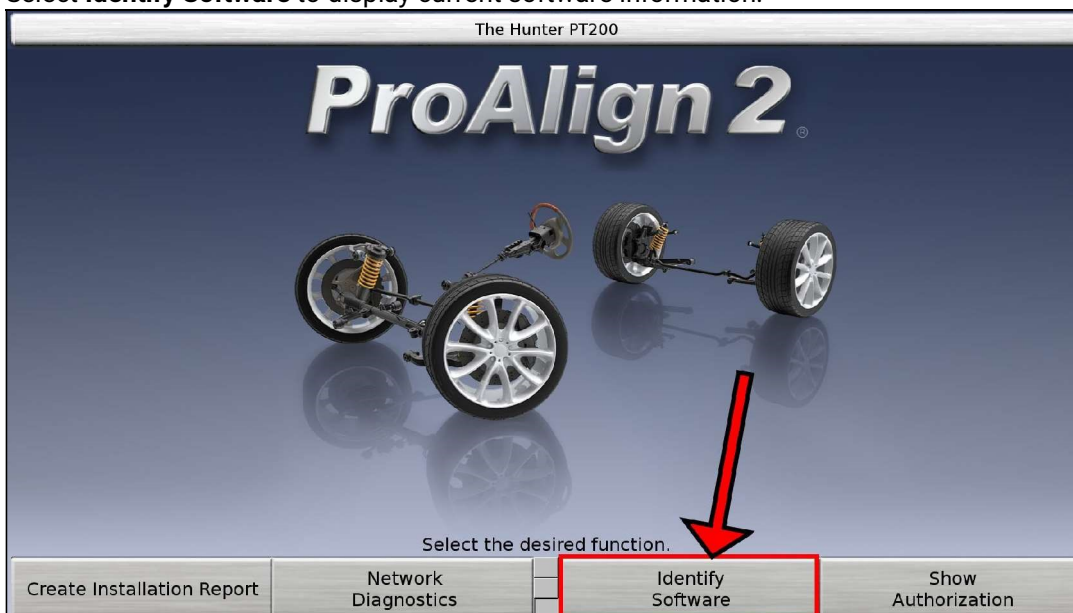 Select Identify Software to display current software information.
The Hunter PT200
ProAlign 2®
Select the desired function.
Create Installation Report
Network
Diagnostics
Identify
Software
Show
Authorization